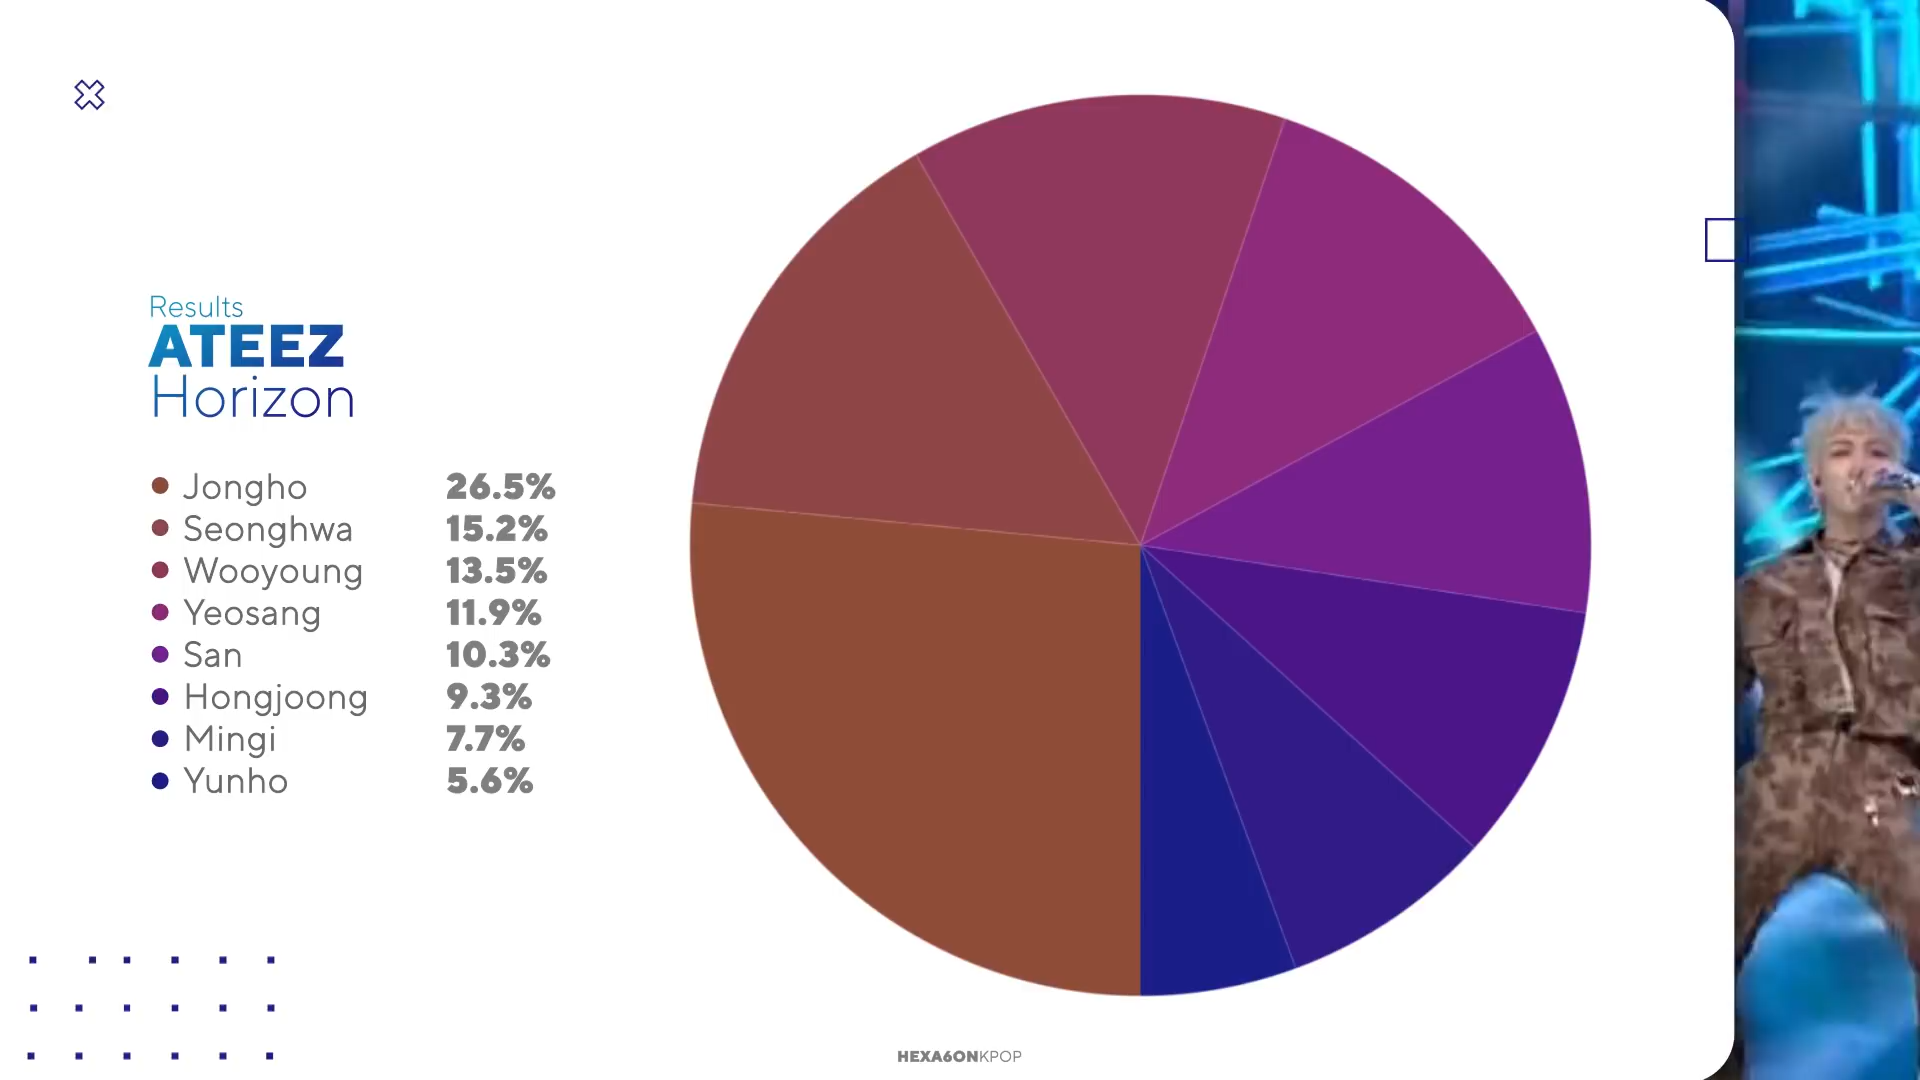 Results
ATEEZ
Horizon
Jongho 26.5%
Seonghwa 15.2%
Wooyoung 13.5%
Yeosang 11.9%
San 10.3%
Hongjoong 9.3%
Mingi 7.7%
Yunho 5.6%
HEXA6ONKPOP